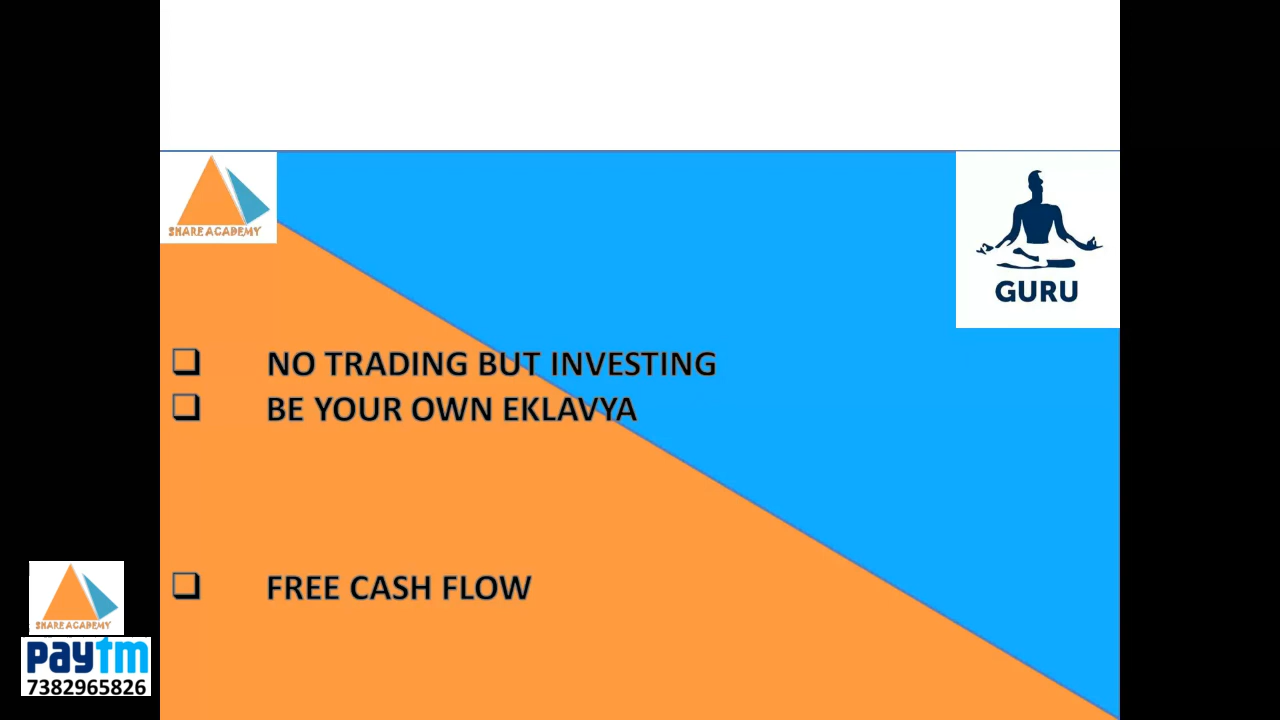 SHARE ACADEMY
GURU
❑ NO TRADING BUT INVESTING
❑ BE YOUR OWN EKLAVYA
❑ FREE CASH FLOW
SHARE ACADEMY
paytm
7382965826